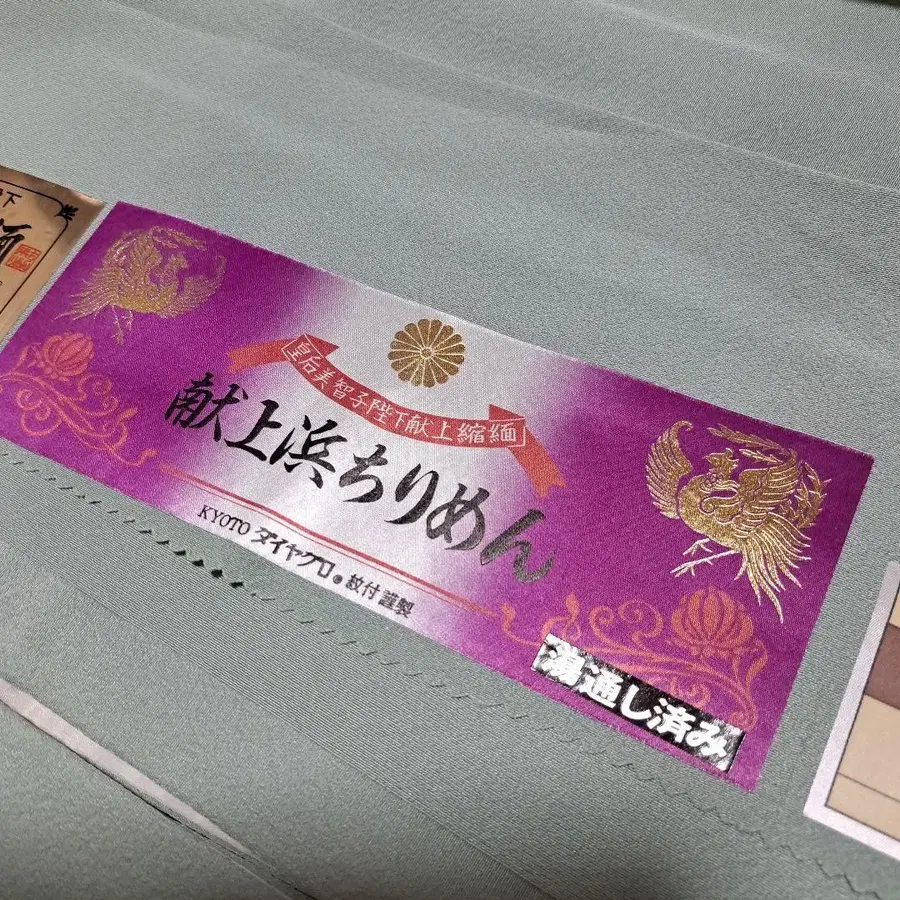 下
皇后美智子陛下献上縮緬
献上浜ちりめん
KYOTO ダイヤクロ® 紋付謹製
湯通し済み